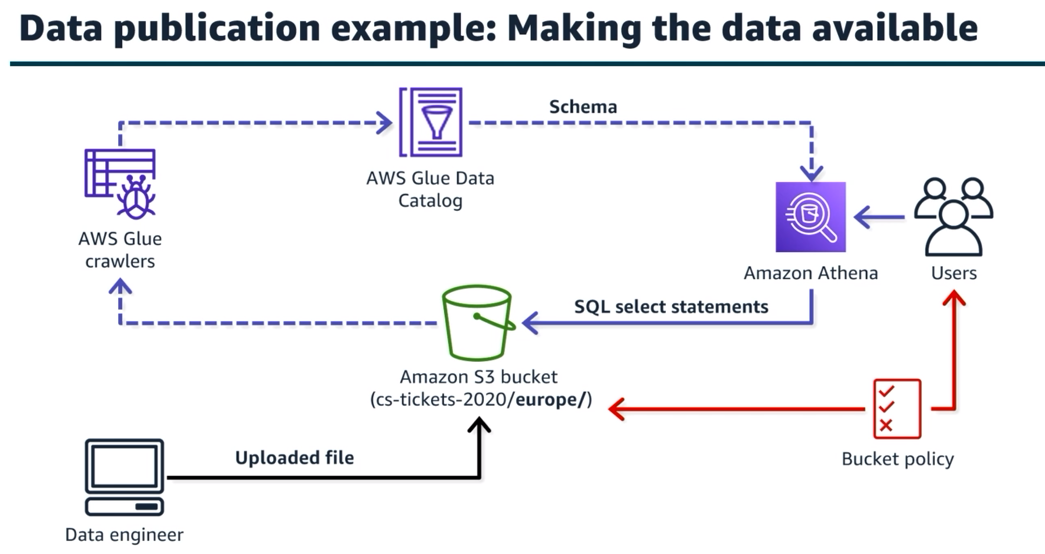 Data publication example: Making the data available
Schema
AWS Glue Data
Catalog
AWS Glue
crawlers
Amazon Athena
Users
SQL select statements
Amazon S3 bucket
(cs-tickets-2020/europe/)
Bucket policy
Uploaded file
Data engineer